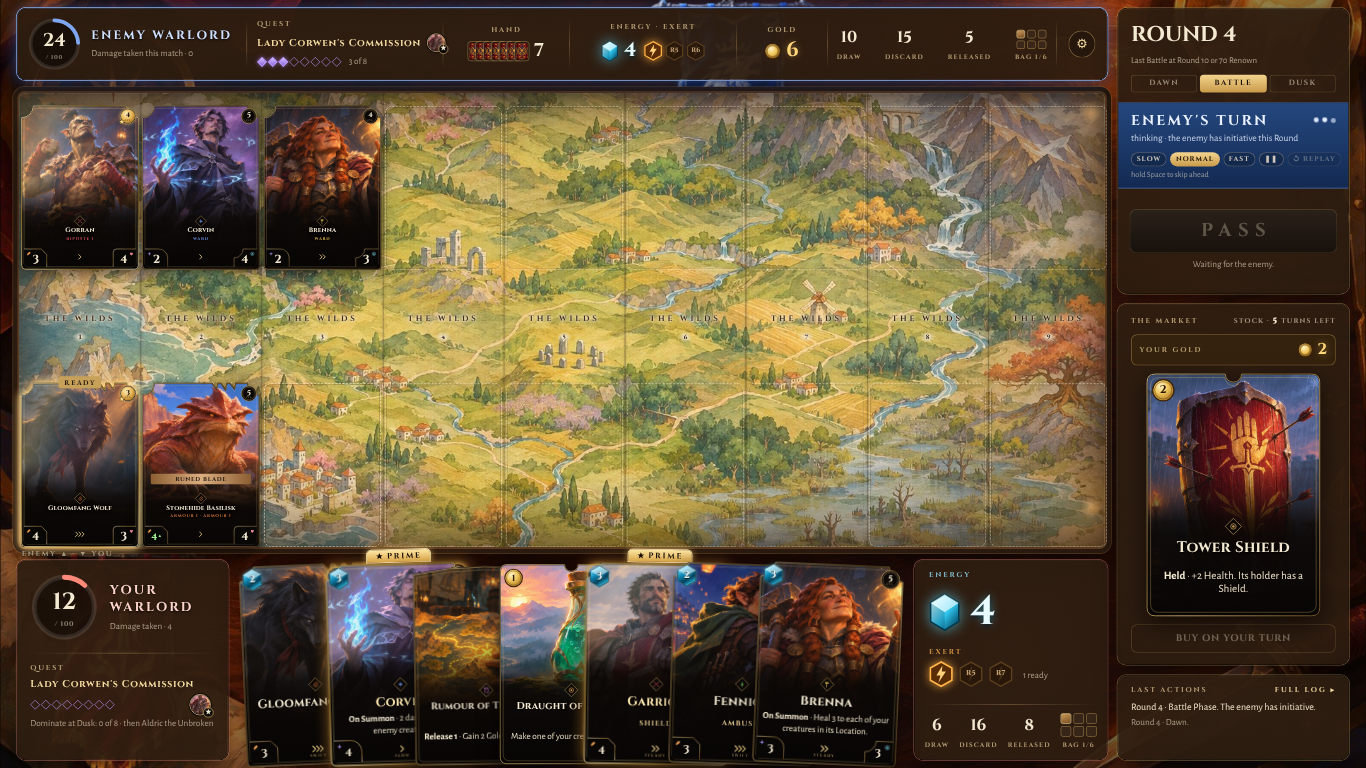 24
/ 100
ENEMY WARLORD
Damage taken this match · 0
QUEST
LADY CORWEN'S COMMISSION
3 of 8
HAND
7
ENERGY · EXERT
4
R5
R6
GOLD
6
10
DRAW
15
DISCARD
5
RELEASED
BAG 1/6
4
GORRAN
RIPOSTE 1
3
4
5
CORVIN
WARD
2
4
4
BRENNA
WARD
2
3
THE WILDS
THE WILDS
THE WILDS
THE WILDS
THE WILDS
THE WILDS
THE WILDS
THE WILDS
THE WILDS
1
2
3
4
5
6
7
8
9
READY
3
GLOOMFANG WOLF
4
3
5
RUNED BLADE
STONEHIDE BASILISK
ARMOUR 1 · ARMOUR 1
4
4
ENEMY ▲ · ▼ YOU
12
/ 100
YOUR WARLORD
Damage taken · 4
QUEST
LADY CORWEN'S COMMISSION
Dominate at Dusk: 0 of 8 · then Aldric the Unbroken
2
GLOOMFAN
3
★ PRIME
3
CORV
On Summon · 2 da
enemy crea
4
RUMOUR OF T
Release 1 · Gain 2 Gol
1
DRAUGHT OF
Make one of your cre
★ PRIME
3
GARRI
SHIELD
4
2
FENNI
AMBUS
3
3
5
BRENNA
On Summon · Heal 3 to each of your
creatures in its Location.
3
3
ENERGY
4
EXERT
R5
R7
1 ready
6
DRAW
16
DISCARD
8
RELEASED
BAG 1/6
ROUND 4
Last Battle at Round 10 or 70 Renown
DAWN
BATTLE
DUSK
ENEMY'S TURN
thinking · the enemy has initiative this Round
SLOW
NORMAL
FAST
REPLAY
hold Space to skip ahead
PASS
Waiting for the enemy.
THE MARKET
STOCK · 5 TURNS LEFT
YOUR GOLD
2
2
TOWER SHIELD
Held · +2 Health. Its holder has a
Shield.
BUY ON YOUR TURN
LAST ACTIONS
FULL LOG ▸
Round 4 · Battle Phase. The enemy has initiative.
Round 4 · Dawn.